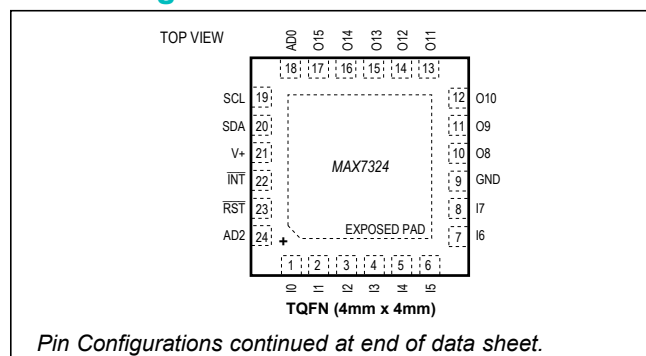 TOP VIEW
AD0 O15 O14 O13 O12 O11
18 17 16 15 14 13
SCL 19 12 O10
SDA 20 11 O9
V+ 21 10 O8
INT 22 MAX7324 9 GND
RST 23 8 I7
AD2 24 + EXPOSED PAD 7 I6
1 2 3 4 5 6
I0 I1 I2 I3 I4 I5
TQFN (4mm x 4mm)
Pin Configurations continued at end of data sheet.